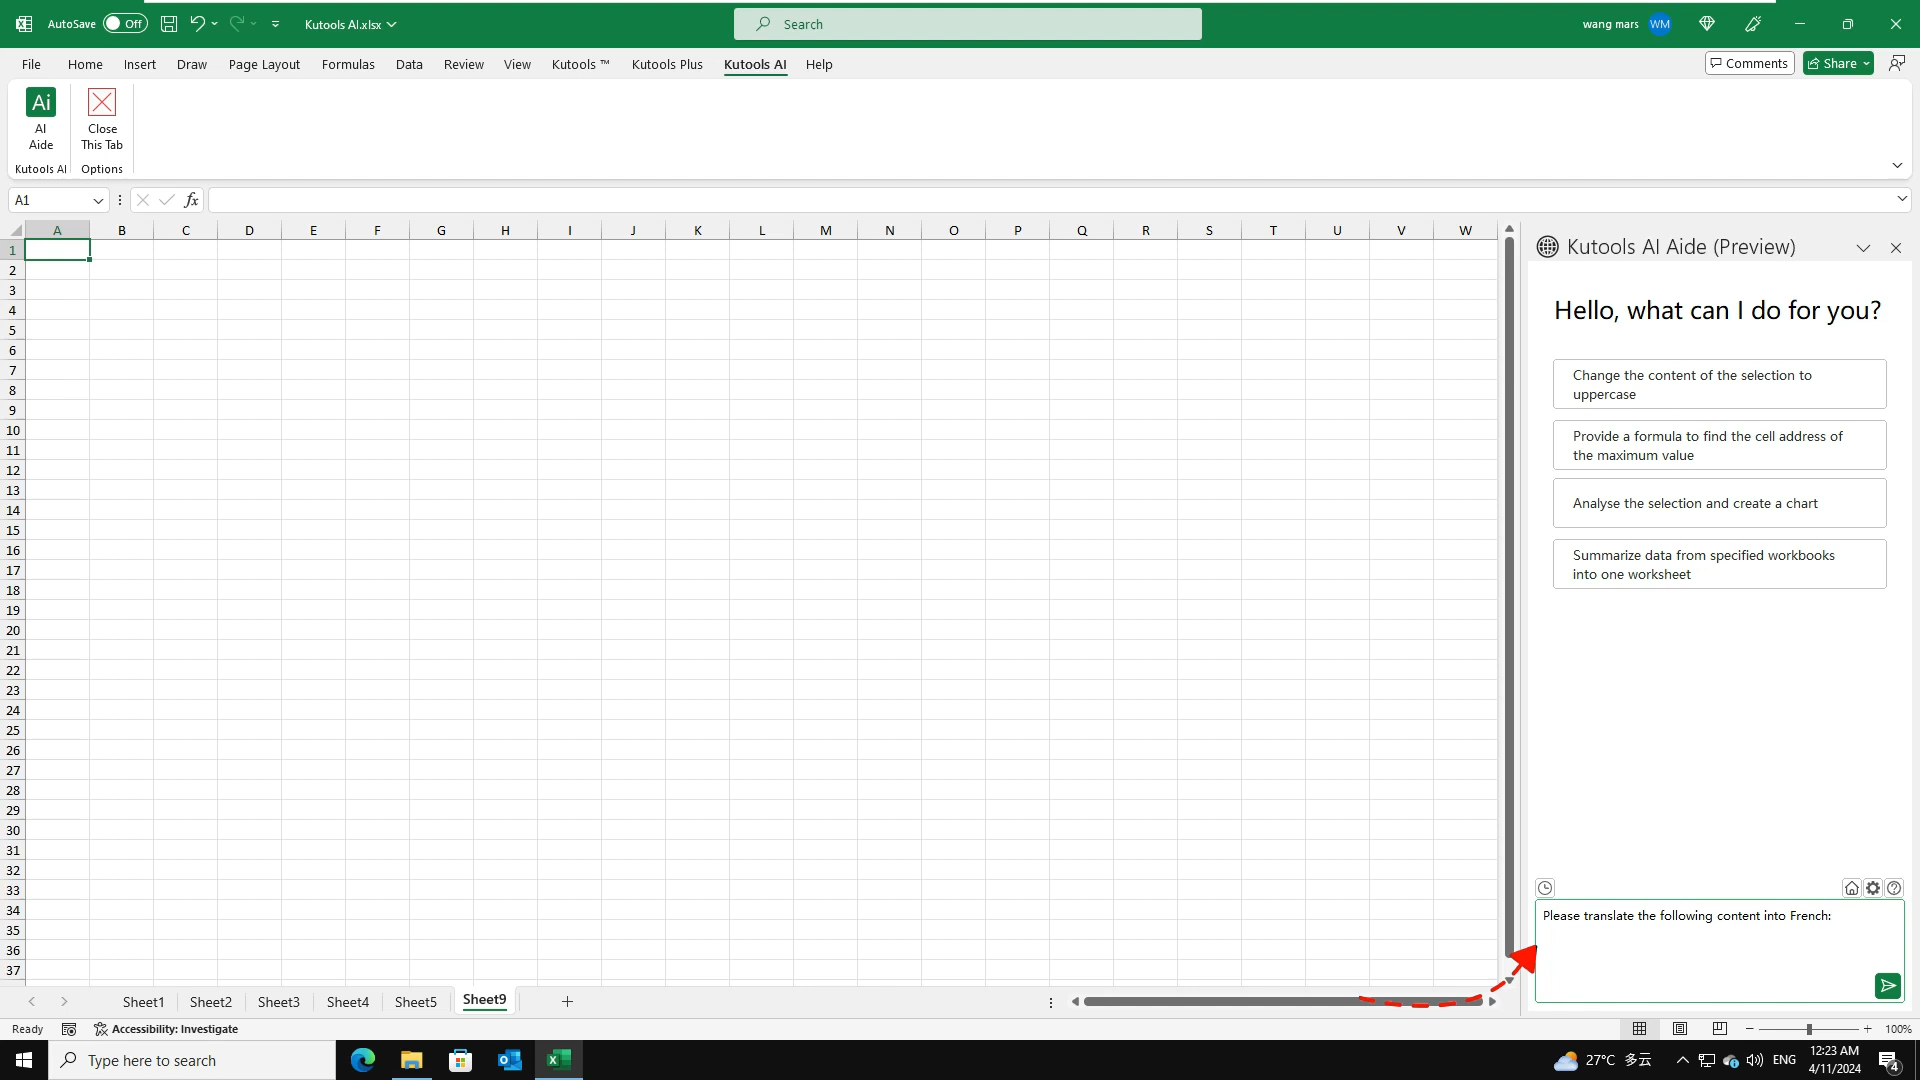 AutoSave Off Kutools AI.xlsx Search wang mars WM
File Home Insert Draw Page Layout Formulas Data Review View Kutools ™ Kutools Plus Kutools AI Help Comments Share
Ai
AI Aide
Close This Tab
Kutools AI Options
A1 fx
A B C D E F G H I J K L M N O P Q R S T U V W
1
2
3
4
5
6
7
8
9
10
11
12
13
14
15
16
17
18
19
20
21
22
23
24
25
26
27
28
29
30
31
32
33
34
35
36
37
Kutools AI Aide (Preview)
Hello, what can I do for you?
Change the content of the selection to
uppercase
Provide a formula to find the cell address of
the maximum value
Analyse the selection and create a chart
Summarize data from specified workbooks
into one worksheet
Please translate the following content into French:
Sheet1 Sheet2 Sheet3 Sheet4 Sheet5 Sheet9
Ready Accessibility: Investigate 100%
Type here to search 27°C 多云 ENG 12:23 AM
4/11/2024 4